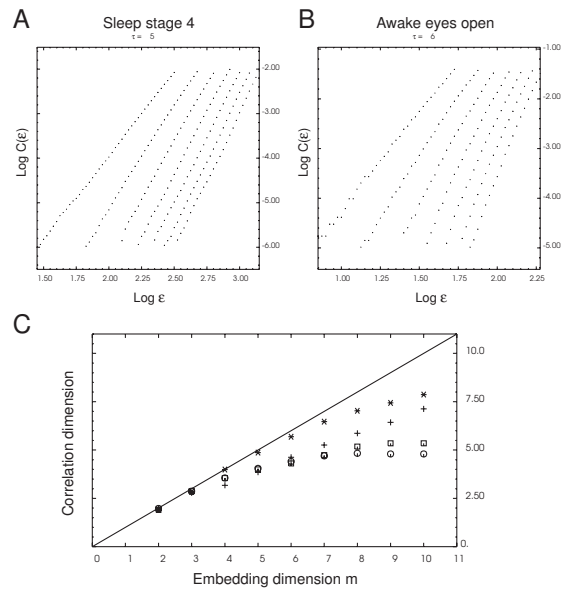 A
Sleep stage 4
τ = 5
-2.00
-3.00
-4.00
-5.00
-6.00
Log C(ε)
1.50 1.75 2.00 2.25 2.50 2.75 3.00
Log ε
B
Awake eyes open
τ = 6
-1.00
-2.00
-3.00
-4.00
-5.00
Log C(ε)
1.00 1.25 1.50 1.75 2.00 2.25
Log ε
C
Correlation dimension
10.0
7.50
5.00
2.50
0.
0 1 2 3 4 5 6 7 8 9 10 11
Embedding dimension m